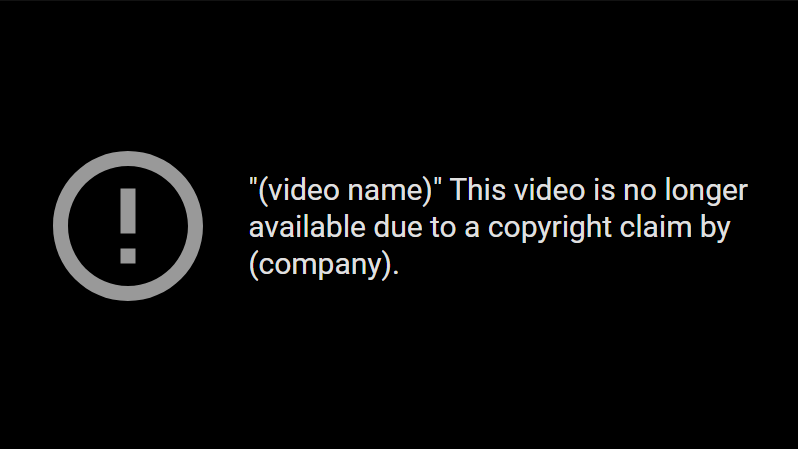 "(video name)" This video is no longer
available due to a copyright claim by
(company).